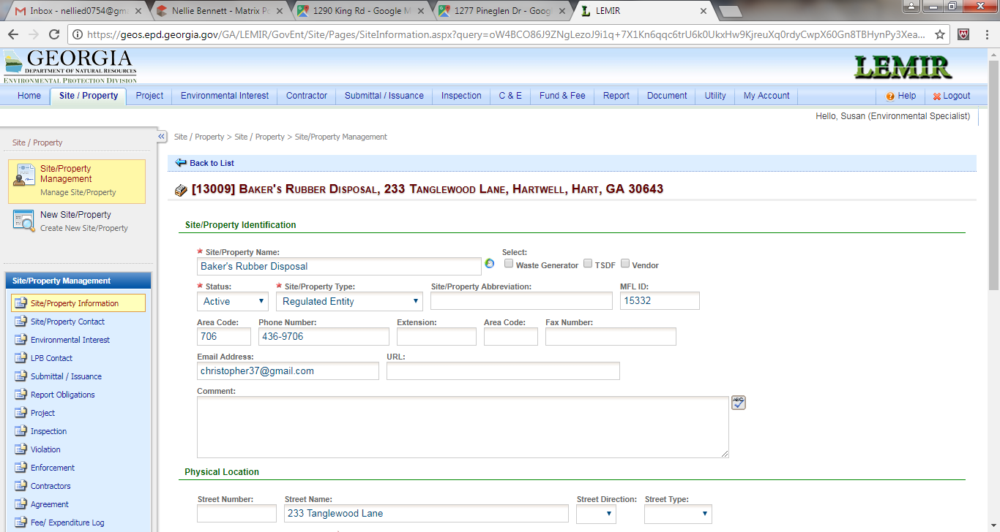 Inbox - nellied0754@gma
Nellie Bennett - Matrix Po
1290 King Rd - Google M
1277 Pineglen Dr - Goog
LEMIR
https://geos.epd.georgia.gov/GA/LEMIR/GovEnt/Site/Pages/SiteInformation.aspx?query=oW4BCO86J9ZNgLezoJ9i1q+7X1Kn6qqc6trU6k0UkxHw9KjreuXq0rdyCwpX60Gn8TBHynPy3Xea...
GEORGIA
DEPARTMENT OF NATURAL RESOURCES
ENVIRONMENTAL PROTECTION DIVISION
LEMIR
Home Site / Property Project Environmental Interest Contractor Submittal / Issuance Inspection C & E Fund & Fee Report Document Utility My Account Help Logout
Hello, Susan (Environmental Specialist)
Site / Property
Site / Property > Site / Property > Site/Property Management
Site/Property Management
Manage Site/Property
New Site/Property
Create New Site/Property
Back to List
[13009] Baker's Rubber Disposal, 233 Tanglewood Lane, Hartwell, Hart, GA 30643
Site/Property Management
Site/Property Information
Site/Property Contact
Environmental Interest
LPB Contact
Submittal / Issuance
Report Obligations
Project
Inspection
Violation
Enforcement
Contractors
Agreement
Fee/ Expenditure Log
Site/Property Identification
* Site/Property Name: Select:
Baker's Rubber Disposal Waste Generator TSDF Vendor
* Status: * Site/Property Type: Site/Property Abbreviation: MFL ID:
Active Regulated Entity 15332
Area Code: Phone Number: Extension: Area Code: Fax Number:
706 436-9706
Email Address: URL:
christopher37@gmail.com
Comment:
ABC
Physical Location
Street Number: Street Name: Street Direction: Street Type:
233 Tanglewood Lane